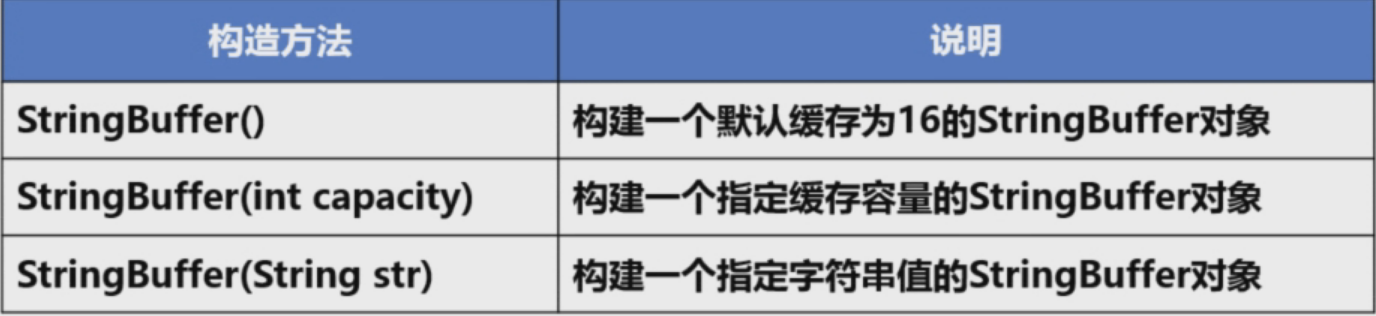 构造方法 说明
StringBuffer() 构建一个默认缓存为16的StringBuffer对象
StringBuffer(int capacity) 构建一个指定缓存容量的StringBuffer对象
StringBuffer(String str) 构建一个指定字符串值的StringBuffer对象